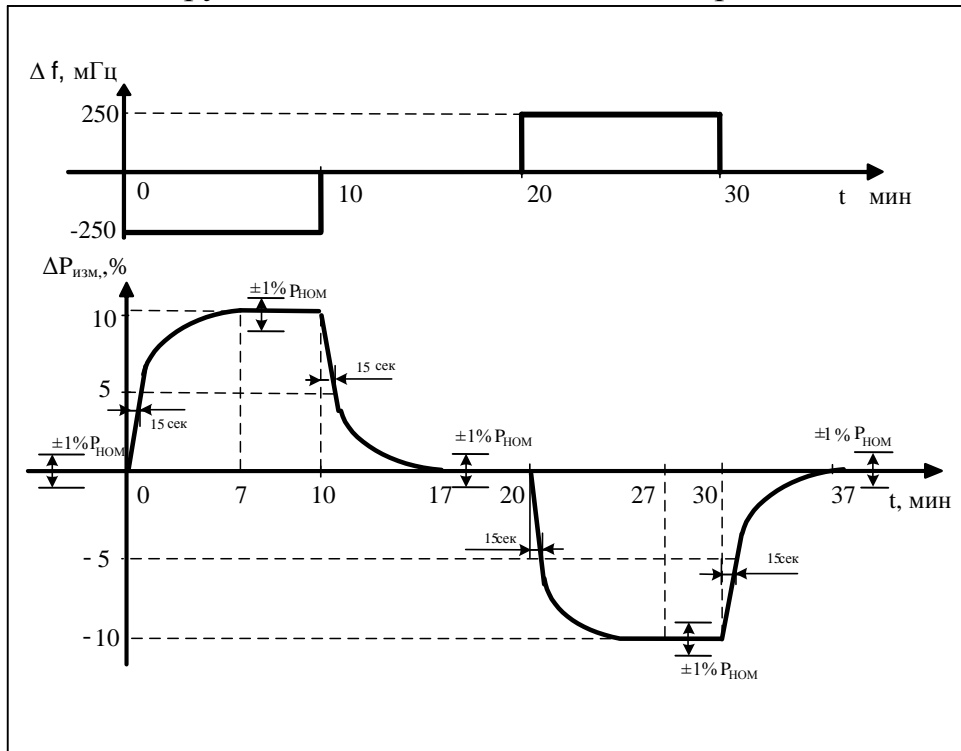 Δ f, мГц
250
0
10
20
30
t мин
-250
ΔPизм,,%
±1% PНОМ
10
15 сек
5
15 сек
±1% PНОМ
±1% PНОМ
±1% PНОМ
0
7
10
17
20
27
30
37
t, мин
15сек
15сек
- 5
- 10
±1% PНОМ